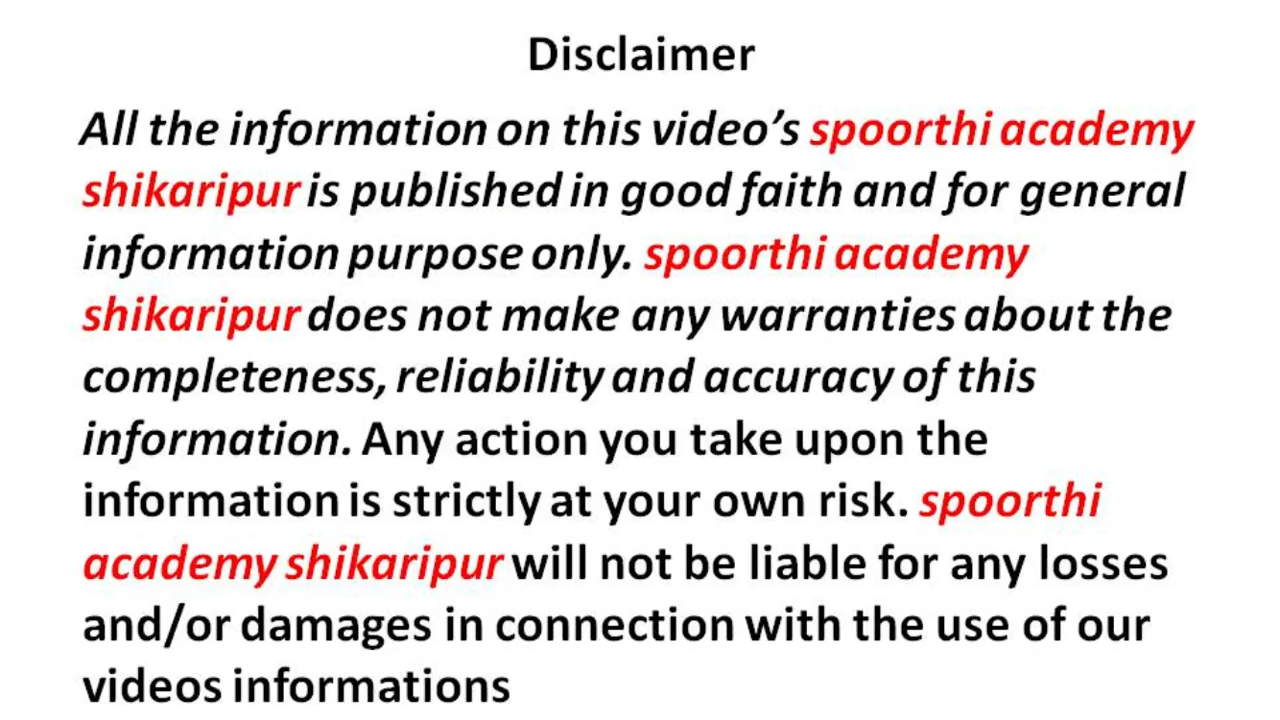 Disclaimer
All the information on this video’s spoorthi academy
shikaripur is published in good faith and for general
information purpose only. spoorthi academy
shikaripur does not make any warranties about the
completeness, reliability and accuracy of this
information. Any action you take upon the
information is strictly at your own risk. spoorthi
academy shikaripur will not be liable for any losses
and/or damages in connection with the use of our
videos informations